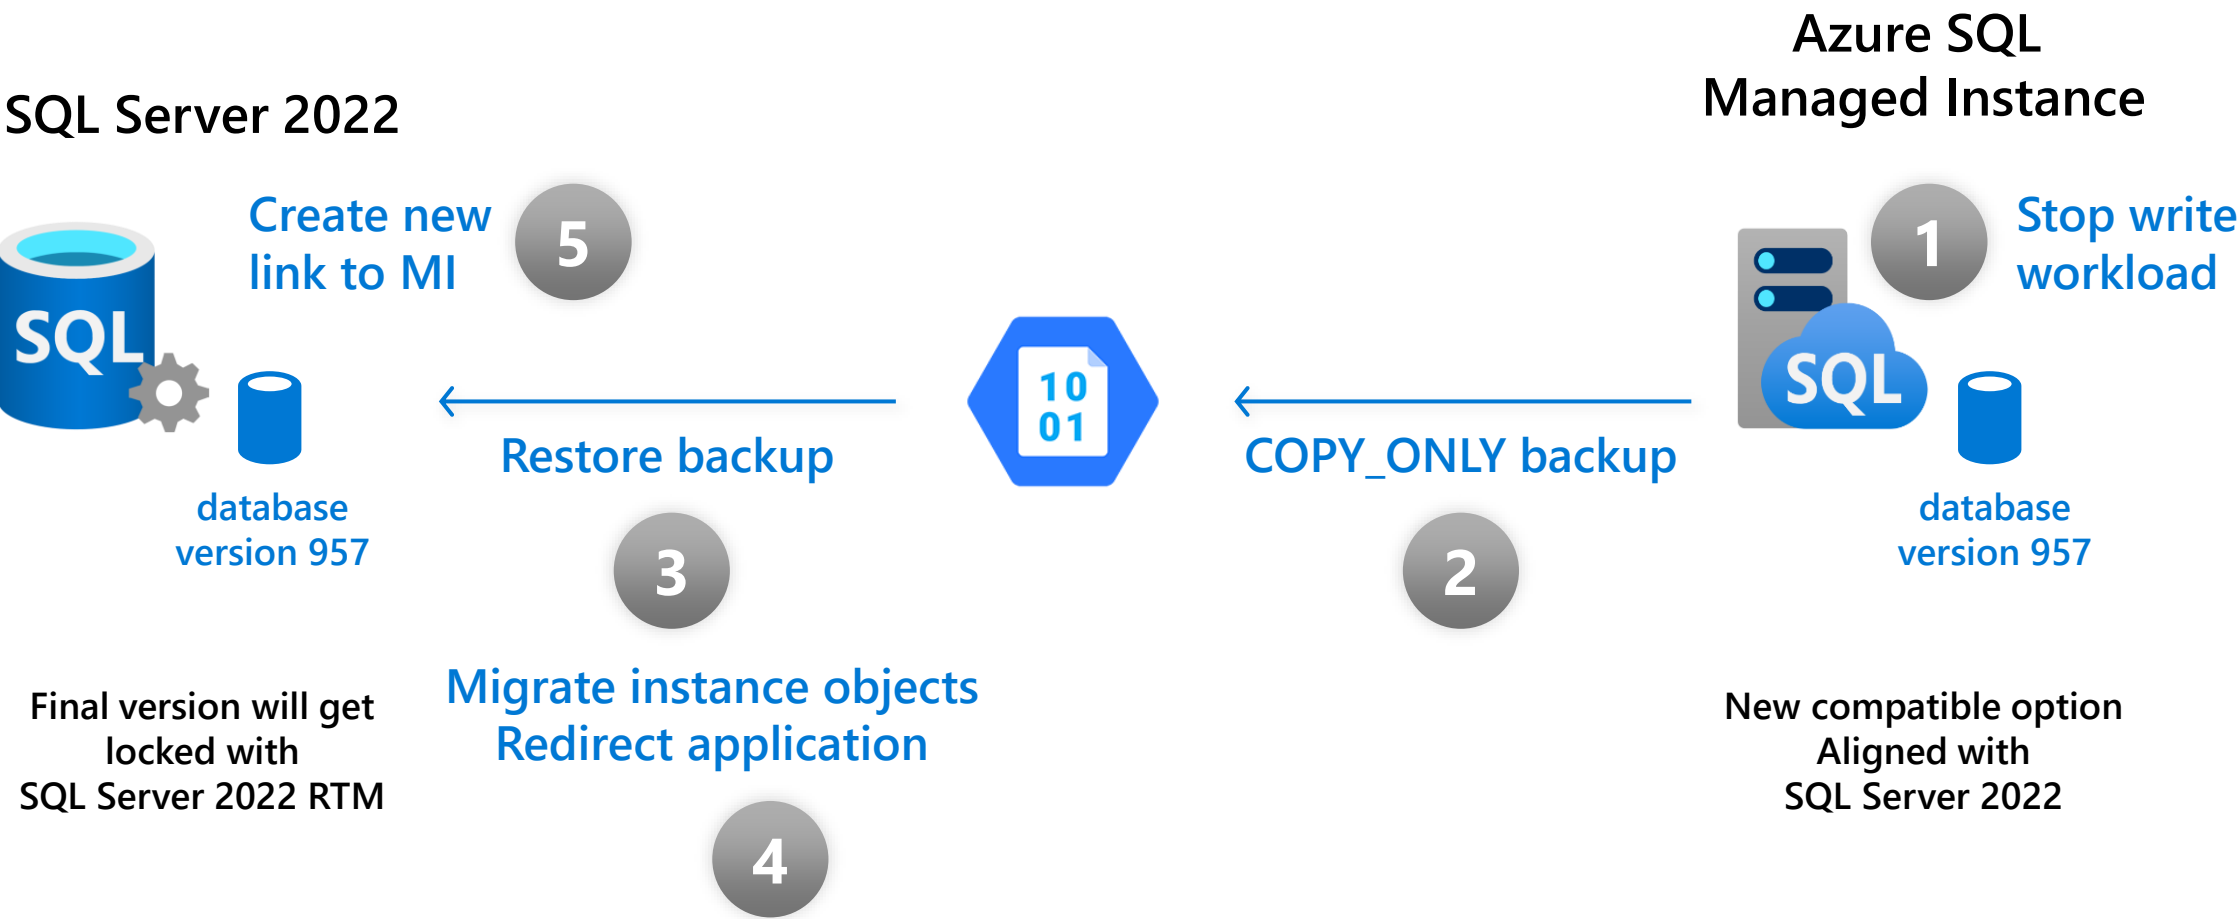 Azure SQL
Managed Instance
SQL Server 2022
Create new
link to MI
5
1
Stop write
workload
SQL
10
01
SQL
Restore backup
COPY_ONLY backup
database
version 957
database
version 957
3
2
Migrate instance objects
Redirect application
Final version will get
locked with
SQL Server 2022 RTM
New compatible option
Aligned with
SQL Server 2022
4